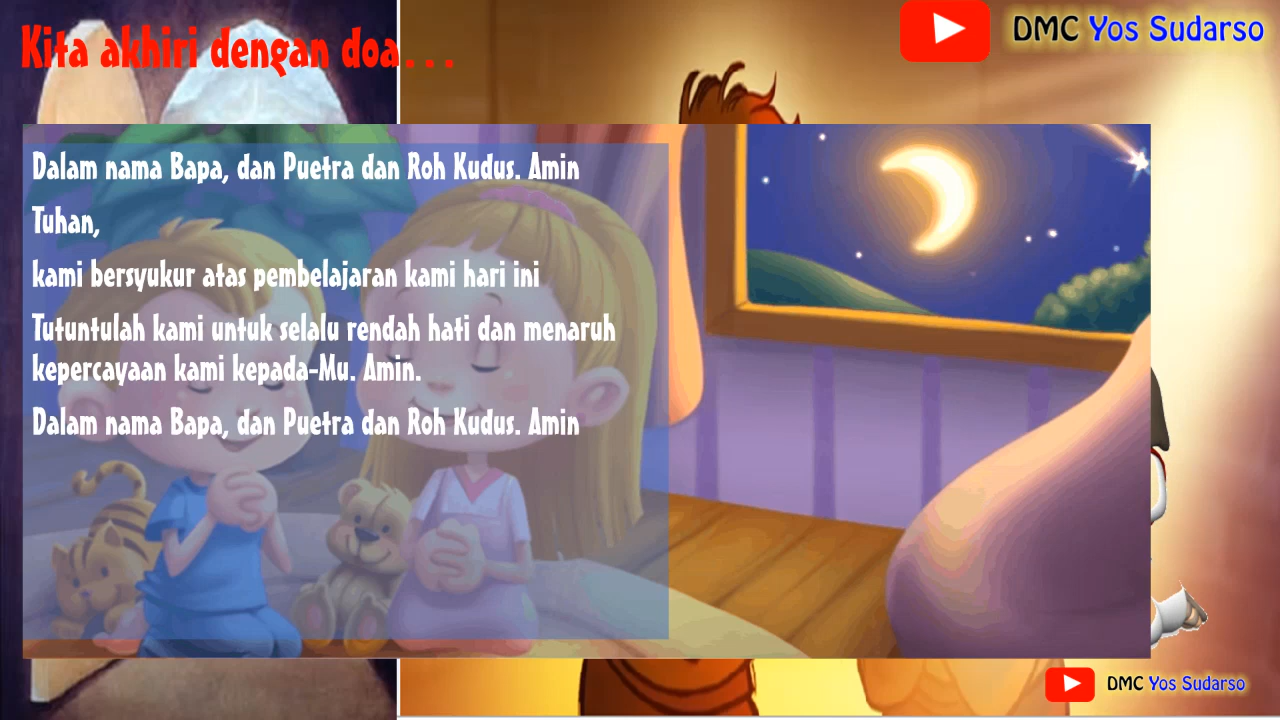 Kita akhiri dengan doa...
DMC Yos Sudarso
Dalam nama Bapa, dan Puetra dan Roh Kudus. Amin
Tuhan,
kami bersyukur atas pembelajaran kami hari ini
Tutuntulah kami untuk selalu rendah hati dan menaruh
kepercayaan kami kepada-Mu. Amin.
Dalam nama Bapa, dan Puetra dan Roh Kudus. Amin
DMC Yos Sudarso